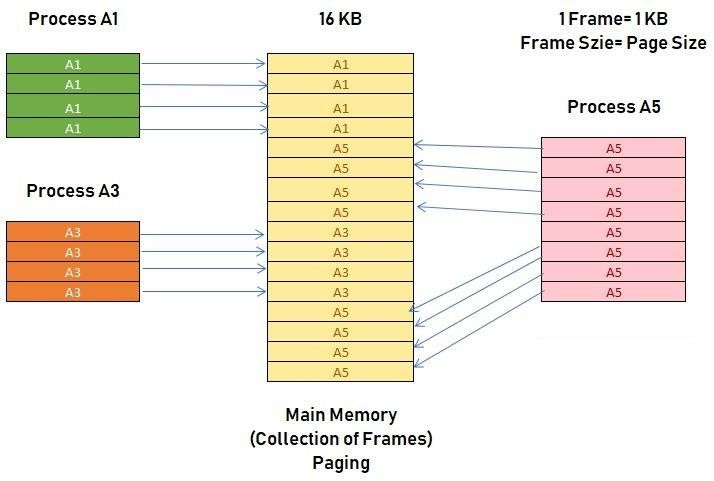 Process A1
16 KB
1 Frame= 1 KB
Frame Szie= Page Size
A1
A1
A1
A1
Process A3
A3
A3
A3
A3
A1
A1
A1
A1
A5
A5
A5
A5
A3
A3
A3
A3
A5
A5
A5
A5
Process A5
A5
A5
A5
A5
A5
A5
A5
A5
Main Memory
(Collection of Frames)
Paging